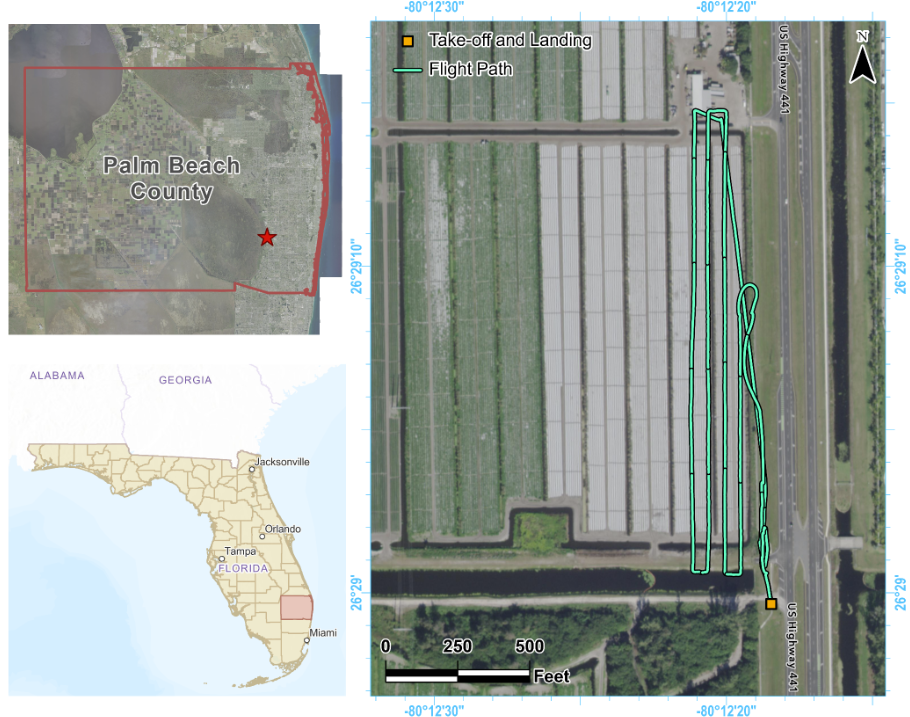 Palm Beach
County
ALABAMA
GEORGIA
Jacksonville
Orlando
Tampa
FLORIDA
Miami
-80°12'30"
-80°12'20"
Take-off and Landing
Flight Path
N
US Highway 441
26°29'10"
26°29'10"
26°29'
26°29'
US Highway 441
0 250 500
Feet
-80°12'30"
-80°12'20"